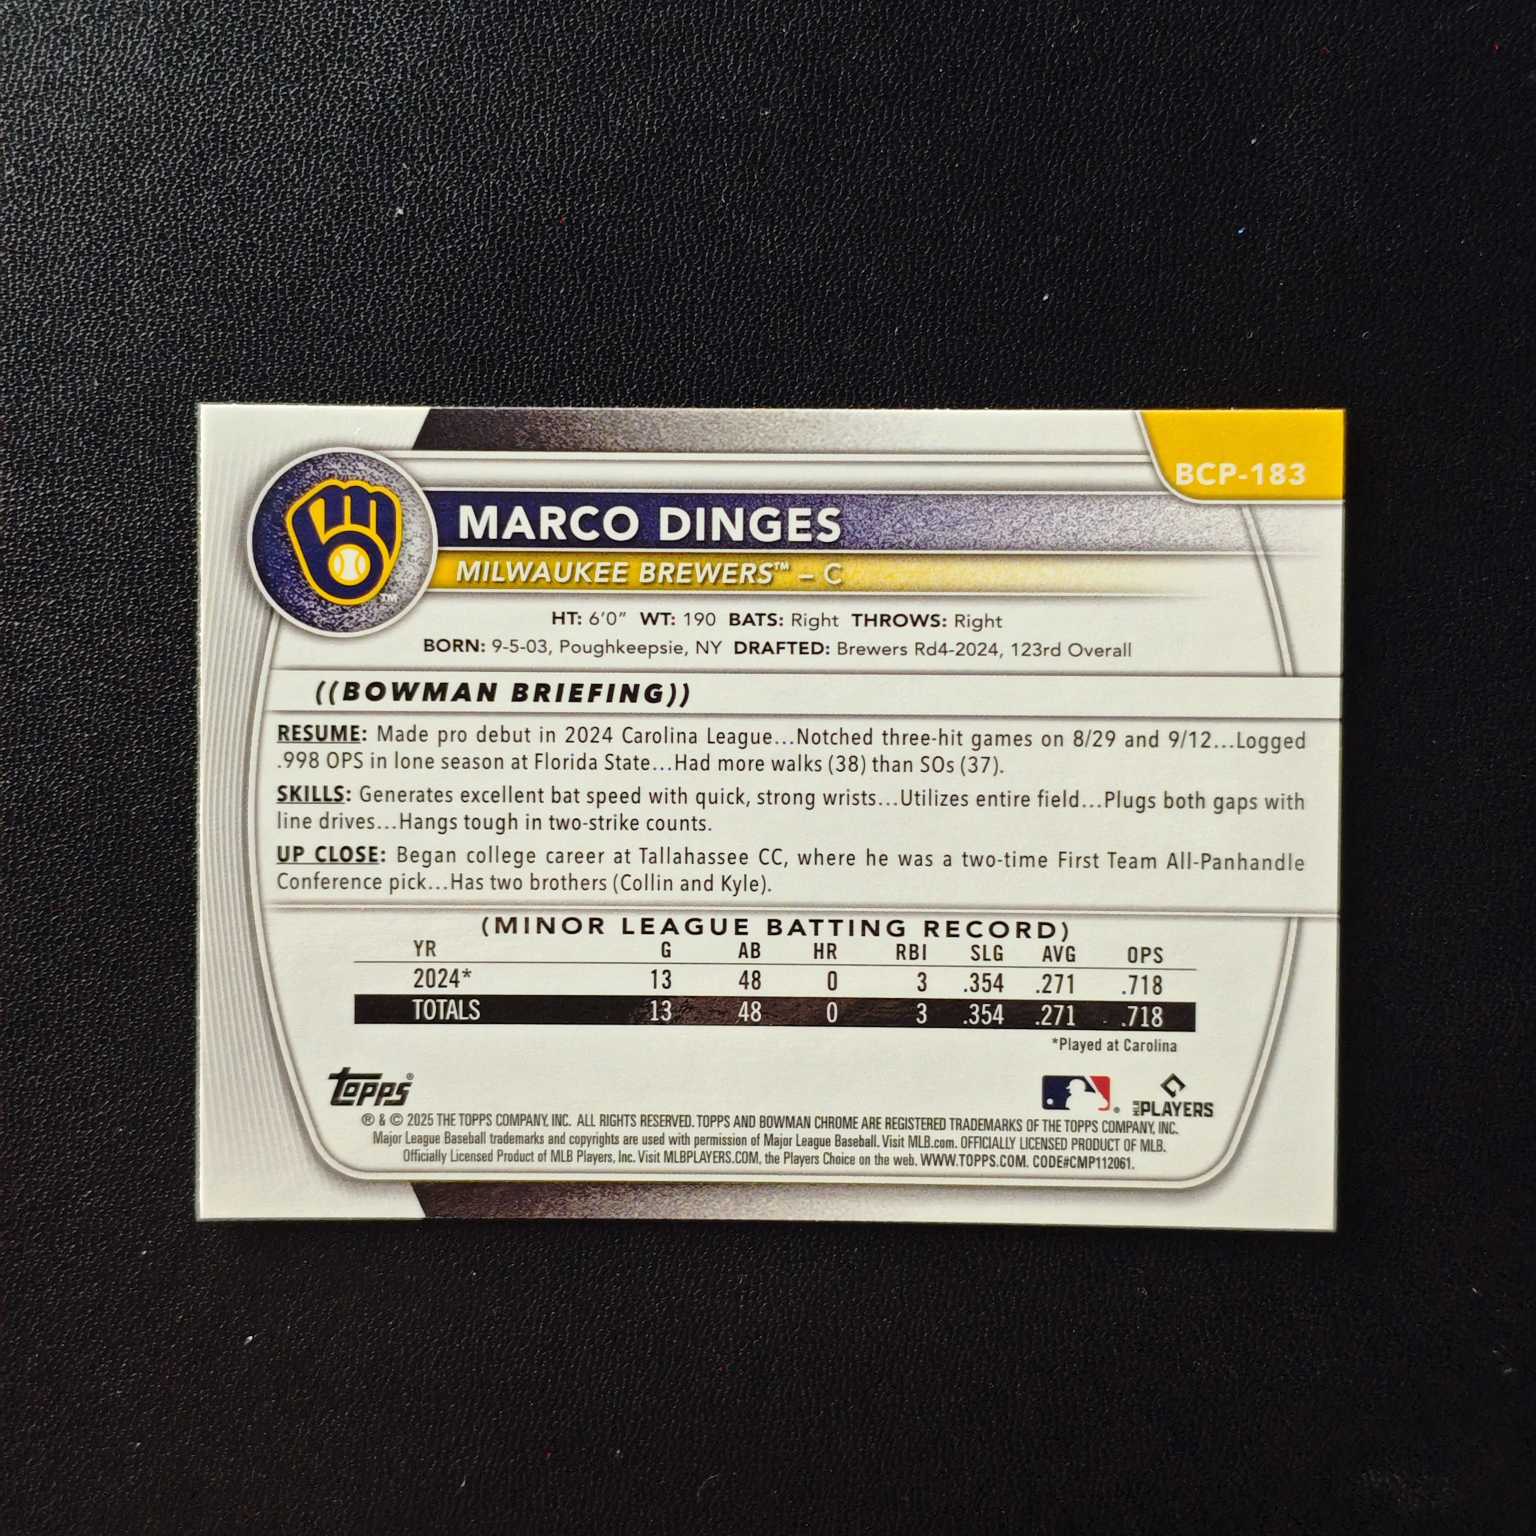 BCP-183
MARCO DINGES
MILWAUKEE BREWERS™ – C
HT: 6'0" WT: 190 BATS: Right THROWS: Right
BORN: 9-5-03, Poughkeepsie, NY DRAFTED: Brewers Rd4-2024, 123rd Overall
((BOWMAN BRIEFING))
RESUME: Made pro debut in 2024 Carolina League...Notched three-hit games on 8/29 and 9/12...Logged
.998 OPS in lone season at Florida State...Had more walks (38) than SOs (37).
SKILLS: Generates excellent bat speed with quick, strong wrists...Utilizes entire field...Plugs both gaps with
line drives...Hangs tough in two-strike counts.
UP CLOSE: Began college career at Tallahassee CC, where he was a two-time First Team All-Panhandle
Conference pick...Has two brothers (Collin and Kyle).
(MINOR LEAGUE BATTING RECORD)
YR G AB HR RBI SLG AVG OPS
2024* 13 48 0 3 .354 .271 .718
TOTALS 13 48 0 3 .354 .271 .718
*Played at Carolina
Topps®
MLB PLAYERS
® & © 2025 THE TOPPS COMPANY, INC. ALL RIGHTS RESERVED. TOPPS AND BOWMAN CHROME ARE REGISTERED TRADEMARKS OF THE TOPPS COMPANY, INC.
Major League Baseball trademarks and copyrights are used with permission of Major League Baseball. Visit MLB.com. OFFICIALLY LICENSED PRODUCT OF MLB.
Officially Licensed Product of MLB Players, Inc. Visit MLBPLAYERS.COM, the Players Choice on the web. WWW.TOPPS.COM. CODE#CMP112061.